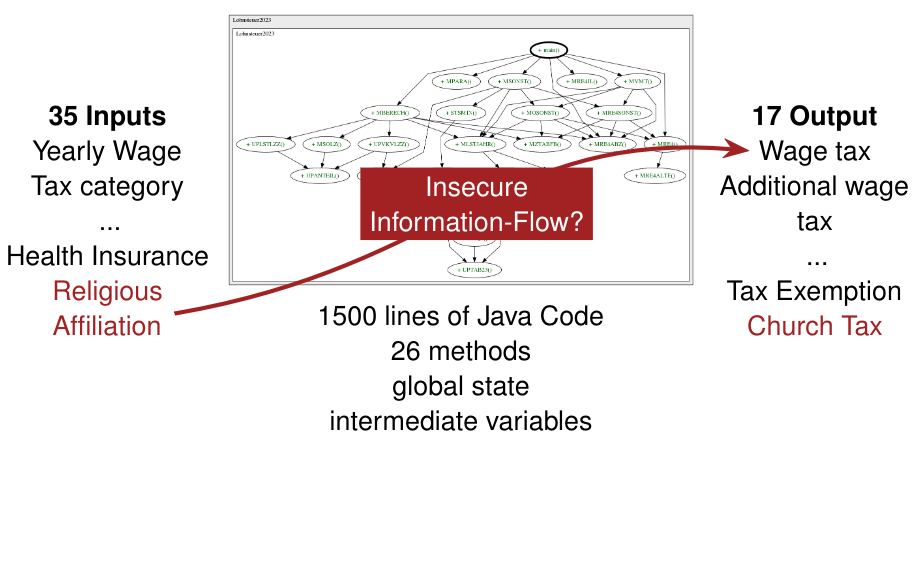 Lohnsteuer2023
Lohnsteuer2023
+ main()
+ MPARA()
+ MSONST()
+ MRE4JL()
+ MVMT()
+ MBERECH()
+ STSMIN()
+ MOSONST()
+ MRE4SONST()
+ UPLSTLZZ()
+ MSOLZ()
+ UPVKVLZZ()
+ MLSTJAHR()
+ MZTABFB()
+ MRE4ABZ()
+ MRE4()
+ UPANTEIL()
+ MRE4ALTE()
+ UPTAB23()
35 Inputs
Yearly Wage
Tax category
...
Health Insurance
Religious
Affiliation
Insecure
Information-Flow?
17 Output
Wage tax
Additional wage
tax
...
Tax Exemption
Church Tax
1500 lines of Java Code
26 methods
global state
intermediate variables